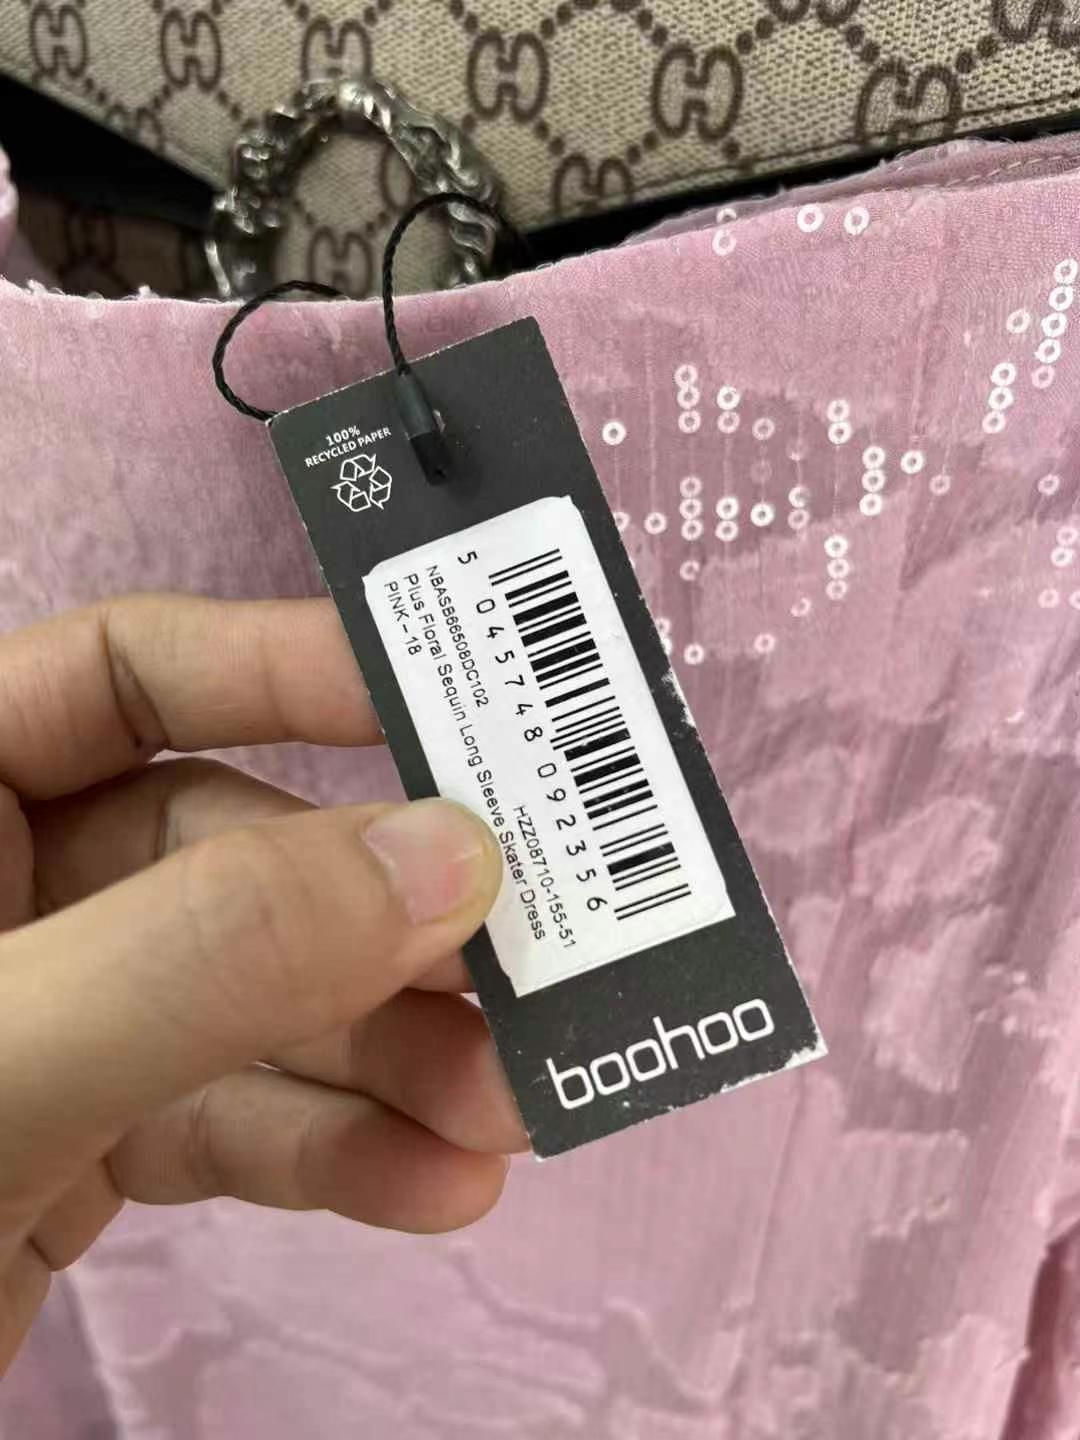 100%
RECYCLED PAPER
5 045748 092356
NBASB66508DC102
HZZ08710-155-51
Plus Floral Sequin Long Sleeve Skater Dress
PINK - 18
boohoo